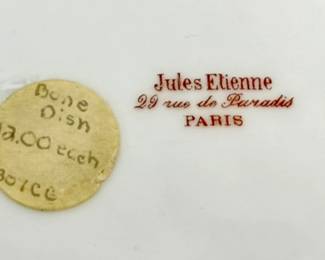 Bone
Dish
12.00 each
Jules Etienne
29 rue de Paradis
PARIS